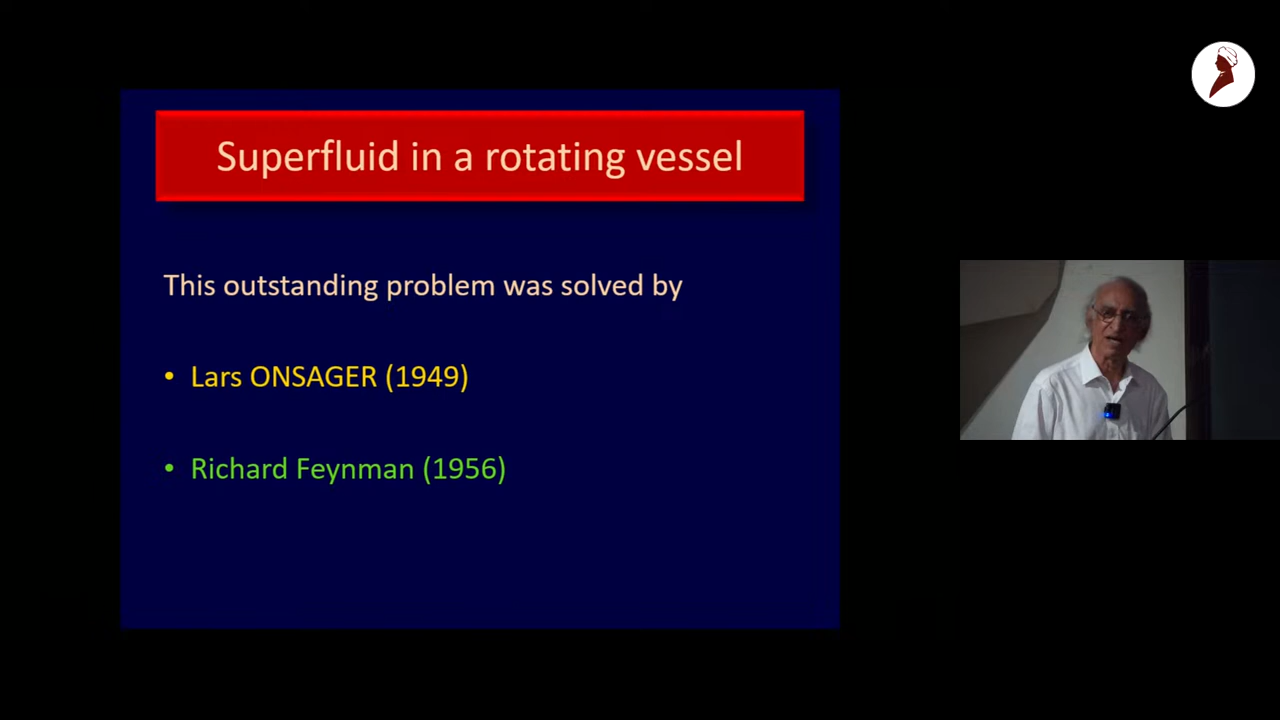 Superfluid in a rotating vessel
This outstanding problem was solved by
• Lars ONSAGER (1949)
• Richard Feynman (1956)